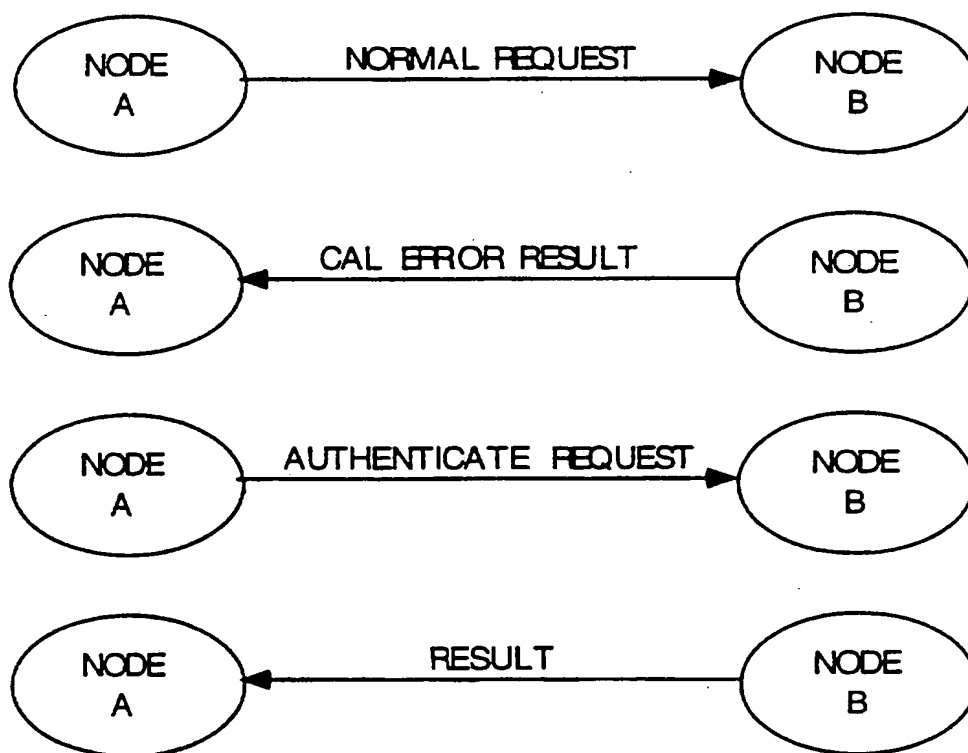 NODE
A
NORMAL REQUEST
NODE
B
NODE
A
CAL ERROR RESULT
NODE
B
NODE
A
AUTHENTICATE REQUEST
NODE
B
NODE
A
RESULT
NODE
B